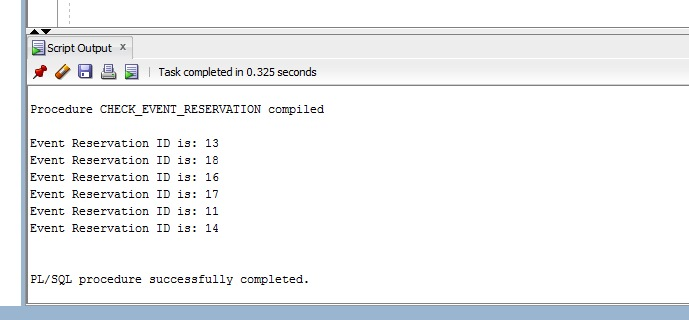 Script Output x
Task completed in 0.325 seconds
Procedure CHECK_EVENT_RESERVATION compiled
Event Reservation ID is: 13
Event Reservation ID is: 18
Event Reservation ID is: 16
Event Reservation ID is: 17
Event Reservation ID is: 11
Event Reservation ID is: 14
PL/SQL procedure successfully completed.